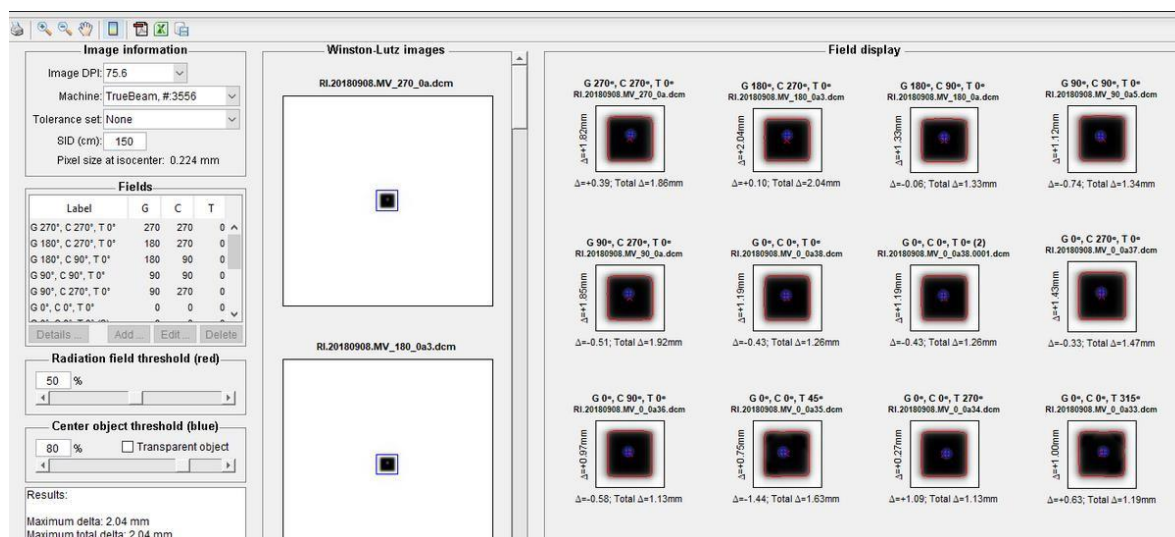 Image information
Image DPI: 75.6
Machine: TrueBeam, #:3556
Tolerance set: None
SID (cm): 150
Pixel size at isocenter: 0.224 mm
Fields
Label G C T
G 270°, C 270°, T 0° 270 270 0
G 180°, C 270°, T 0° 180 270 0
G 180°, C 90°, T 0° 180 90 0
G 90°, C 90°, T 0° 90 90 0
G 90°, C 270°, T 0° 90 270 0
G 0°, C 0°, T 0° 0 0 0
Details ... Add ... Edit ... Delete
Radiation field threshold (red)
50 %
Center object threshold (blue)
80 % Transparent object
Results:
Maximum delta: 2.04 mm
Maximum total delta: 2.04 mm
Winston-Lutz images
RI.20180908.MV_270_0a.dcm
RI.20180908.MV_180_0a3.dcm
Field display
G 270°, C 270°, T 0°
RI.20180908.MV_270_0a.dcm
Δ=+1.82mm
Δ=+0.39; Total Δ=1.86mm
G 180°, C 270°, T 0°
RI.20180908.MV_180_0a3.dcm
Δ=+2.04mm
Δ=+0.10; Total Δ=2.04mm
G 180°, C 90°, T 0°
RI.20180908.MV_180_0a.dcm
Δ=+1.33mm
Δ=-0.06; Total Δ=1.33mm
G 90°, C 90°, T 0°
RI.20180908.MV_90_0a5.dcm
Δ=+1.12mm
Δ=-0.74; Total Δ=1.34mm
G 90°, C 270°, T 0°
RI.20180908.MV_90_0a.dcm
Δ=+1.85mm
Δ=-0.51; Total Δ=1.92mm
G 0°, C 0°, T 0°
RI.20180908.MV_0_0a38.dcm
Δ=+1.19mm
Δ=-0.43; Total Δ=1.26mm
G 0°, C 0°, T 0° (2)
RI.20180908.MV_0_0a38.0001.dcm
Δ=+1.19mm
Δ=-0.43; Total Δ=1.26mm
G 0°, C 270°, T 0°
RI.20180908.MV_0_0a37.dcm
Δ=+1.43mm
Δ=-0.33; Total Δ=1.47mm
G 0°, C 90°, T 0°
RI.20180908.MV_0_0a36.dcm
Δ=+0.97mm
Δ=-0.58; Total Δ=1.13mm
G 0°, C 0°, T 45°
RI.20180908.MV_0_0a35.dcm
Δ=+0.75mm
Δ=-1.44; Total Δ=1.63mm
G 0°, C 0°, T 270°
RI.20180908.MV_0_0a34.dcm
Δ=+0.27mm
Δ=+1.09; Total Δ=1.13mm
G 0°, C 0°, T 315°
RI.20180908.MV_0_0a33.dcm
Δ=+1.00mm
Δ=+0.63; Total Δ=1.19mm